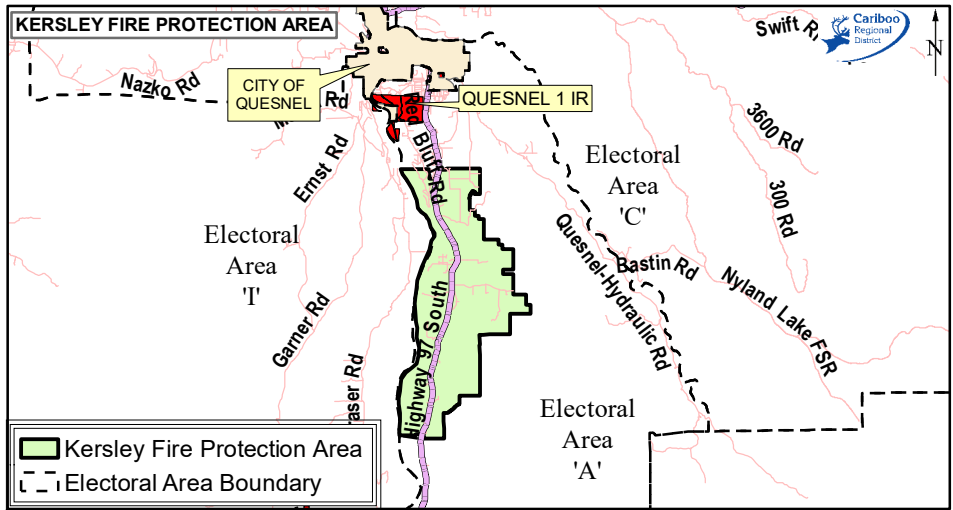 KERSLEY FIRE PROTECTION AREA
Swift R
Cariboo
Regional
District
N
Nazko Rd
CITY OF
QUESNEL
Rd
QUESNEL 1 IR
Red Bluff Rd
3600 Rd
300 Rd
Ernst Rd
Electoral
Area
'C'
Electoral
Area
'I'
Quesnel-Hydraulic Rd
Bastin Rd
Nyland Lake FSR
Garner Rd
Highway 97 South
raser Rd
Electoral
Area
'A'
Kersley Fire Protection Area
Electoral Area Boundary